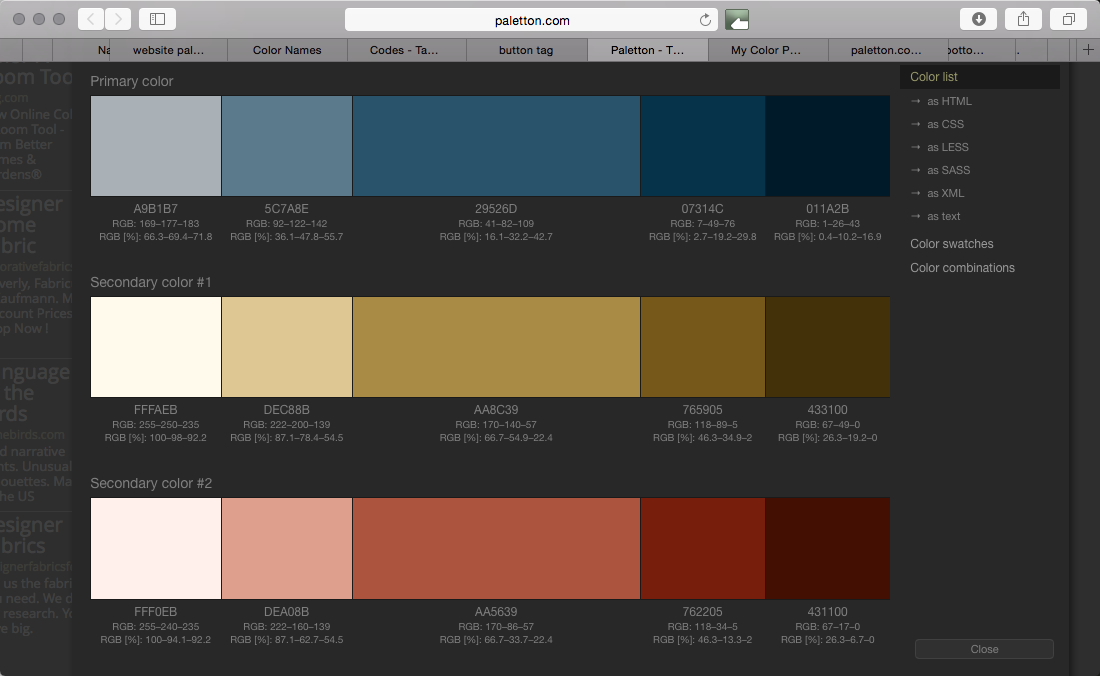 paletton.com
Na
website pal…
Color Names
Codes - Ta…
button tag
Paletton - T…
My Color P…
paletton.co…
otto…
Primary color
A9B1B7
RGB: 169–177–183
RGB [%]: 66.3–69.4–71.8
5C7A8E
RGB: 92–122–142
RGB [%]: 36.1–47.8–55.7
29526D
RGB: 41–82–109
RGB [%]: 16.1–32.2–42.7
07314C
RGB: 7–49–76
RGB [%]: 2.7–19.2–29.8
011A2B
RGB: 1–26–43
RGB [%]: 0.4–10.2–16.9
Secondary color #1
FFFAEB
RGB: 255–250–235
RGB [%]: 100–98–92.2
DEC88B
RGB: 222–200–139
RGB [%]: 87.1–78.4–54.5
AA8C39
RGB: 170–140–57
RGB [%]: 66.7–54.9–22.4
765905
RGB: 118–89–5
RGB [%]: 46.3–34.9–2
433100
RGB: 67–49–0
RGB [%]: 26.3–19.2–0
Secondary color #2
FFF0EB
RGB: 255–240–235
RGB [%]: 100–94.1–92.2
DEA08B
RGB: 222–160–139
RGB [%]: 87.1–62.7–54.5
AA5639
RGB: 170–86–57
RGB [%]: 66.7–33.7–22.4
762205
RGB: 118–34–5
RGB [%]: 46.3–13.3–2
431100
RGB: 67–17–0
RGB [%]: 26.3–6.7–0
Color list
→ as HTML
→ as CSS
→ as LESS
→ as SASS
→ as XML
→ as text
Color swatches
Color combinations
Close
oom Too
g.com
w Online Col
oom Tool -
m Better
mes &
rdens®
esigner
ome
bric
orativefabrics
verly, Fabric
aufmann. M
count Prices
op Now !
nguage
the
rds
nebirds.com
d narrative
nts. Unusual
ouettes. Ma
he US
esigner
brics
ignerfabricsfo
us the fabri
need. We d
research. Yo
e big.